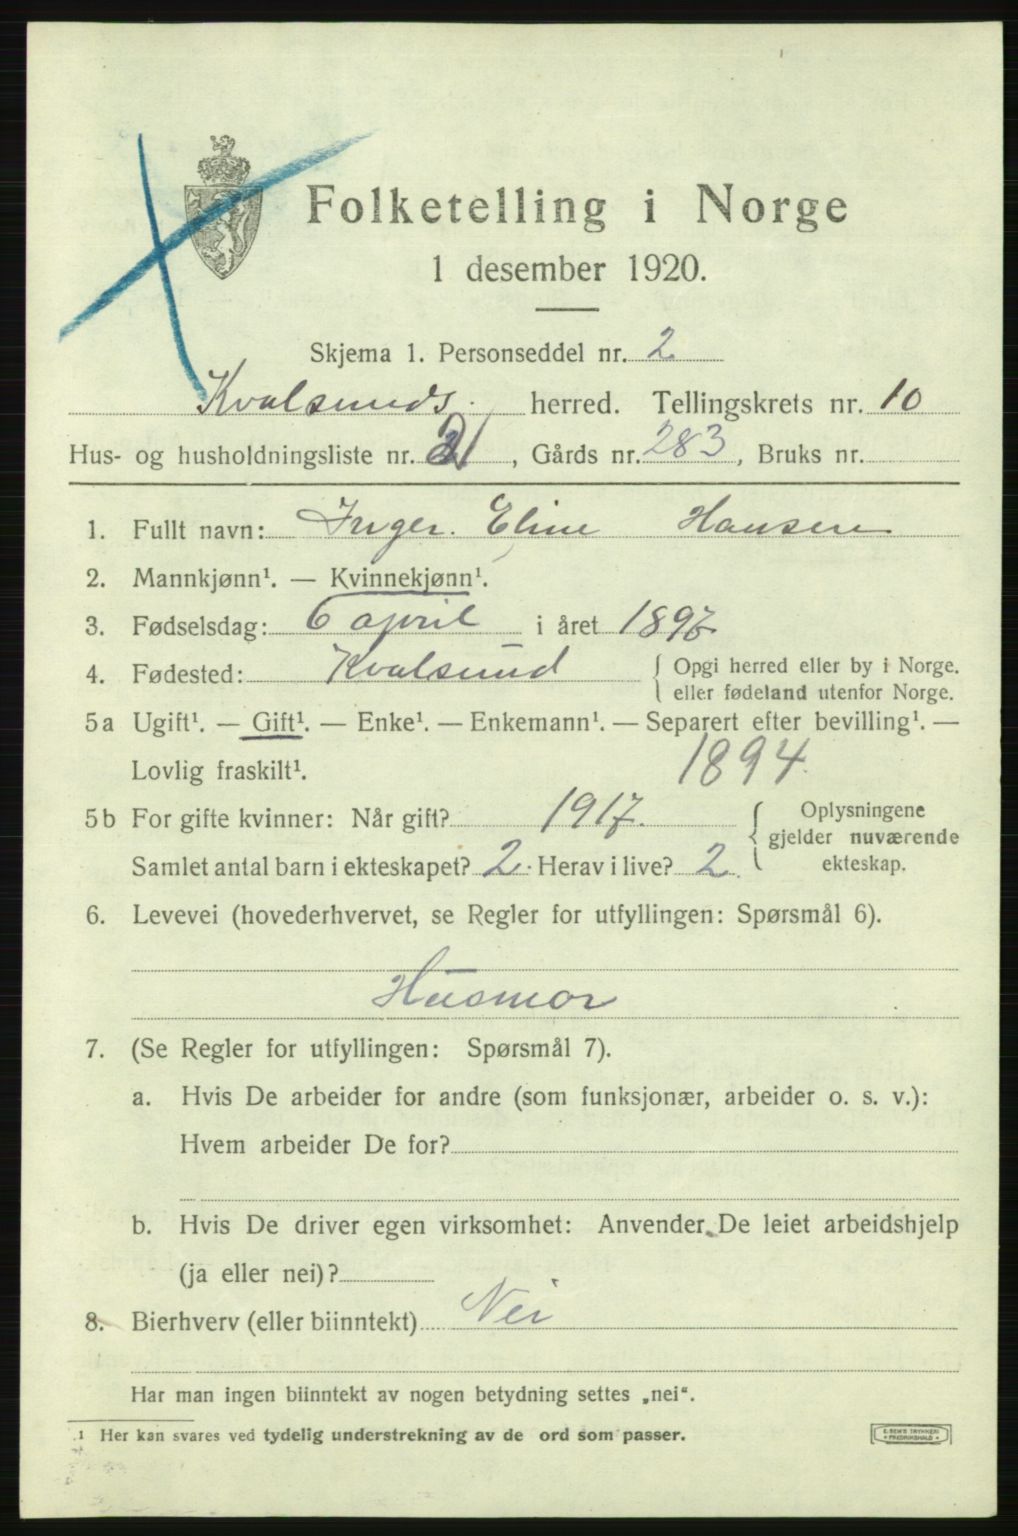 Folketelling i Norge
1 desember 1920.
Skjema 1. Personseddel nr. 2
Kvalsunds herred. Tellingskrets nr. 10
Hus- og husholdningsliste nr. 21, Gårds nr. 283, Bruks nr.
1. Fullt navn: Inger. Eline Hansen
2. Mannkjønn¹. — Kvinnekjønn¹.
3. Fødselsdag: 6 april i året 1897
4. Fødested: Kvalsund { Opgi herred eller by i Norge.
eller fødeland utenfor Norge.
5a Ugift¹. — Gift¹. — Enke¹. — Enkemann¹. — Separert efter bevilling¹. —
Lovlig fraskilt¹. 1894.
5b For gifte kvinner: Når gift? 1917. { Oplysningene
gjelder nuværende
Samlet antal barn i ekteskapet? 2. Herav i live? 2. ekteskap.
6. Levevei (hovederhvervet, se Regler for utfyllingen: Spørsmål 6).
Husmor
7. (Se Regler for utfyllingen: Spørsmål 7).
a. Hvis De arbeider for andre (som funksjonær, arbeider o. s. v.):
Hvem arbeider De for?
b. Hvis De driver egen virksomhet: Anvender De leiet arbeidshjelp
(ja eller nei)?
8. Bierhverv (eller biinntekt) Nei
Har man ingen biinntekt av nogen betydning settes „nei“.
¹ Her kan svares ved tydelig understrekning av de ord som passer.